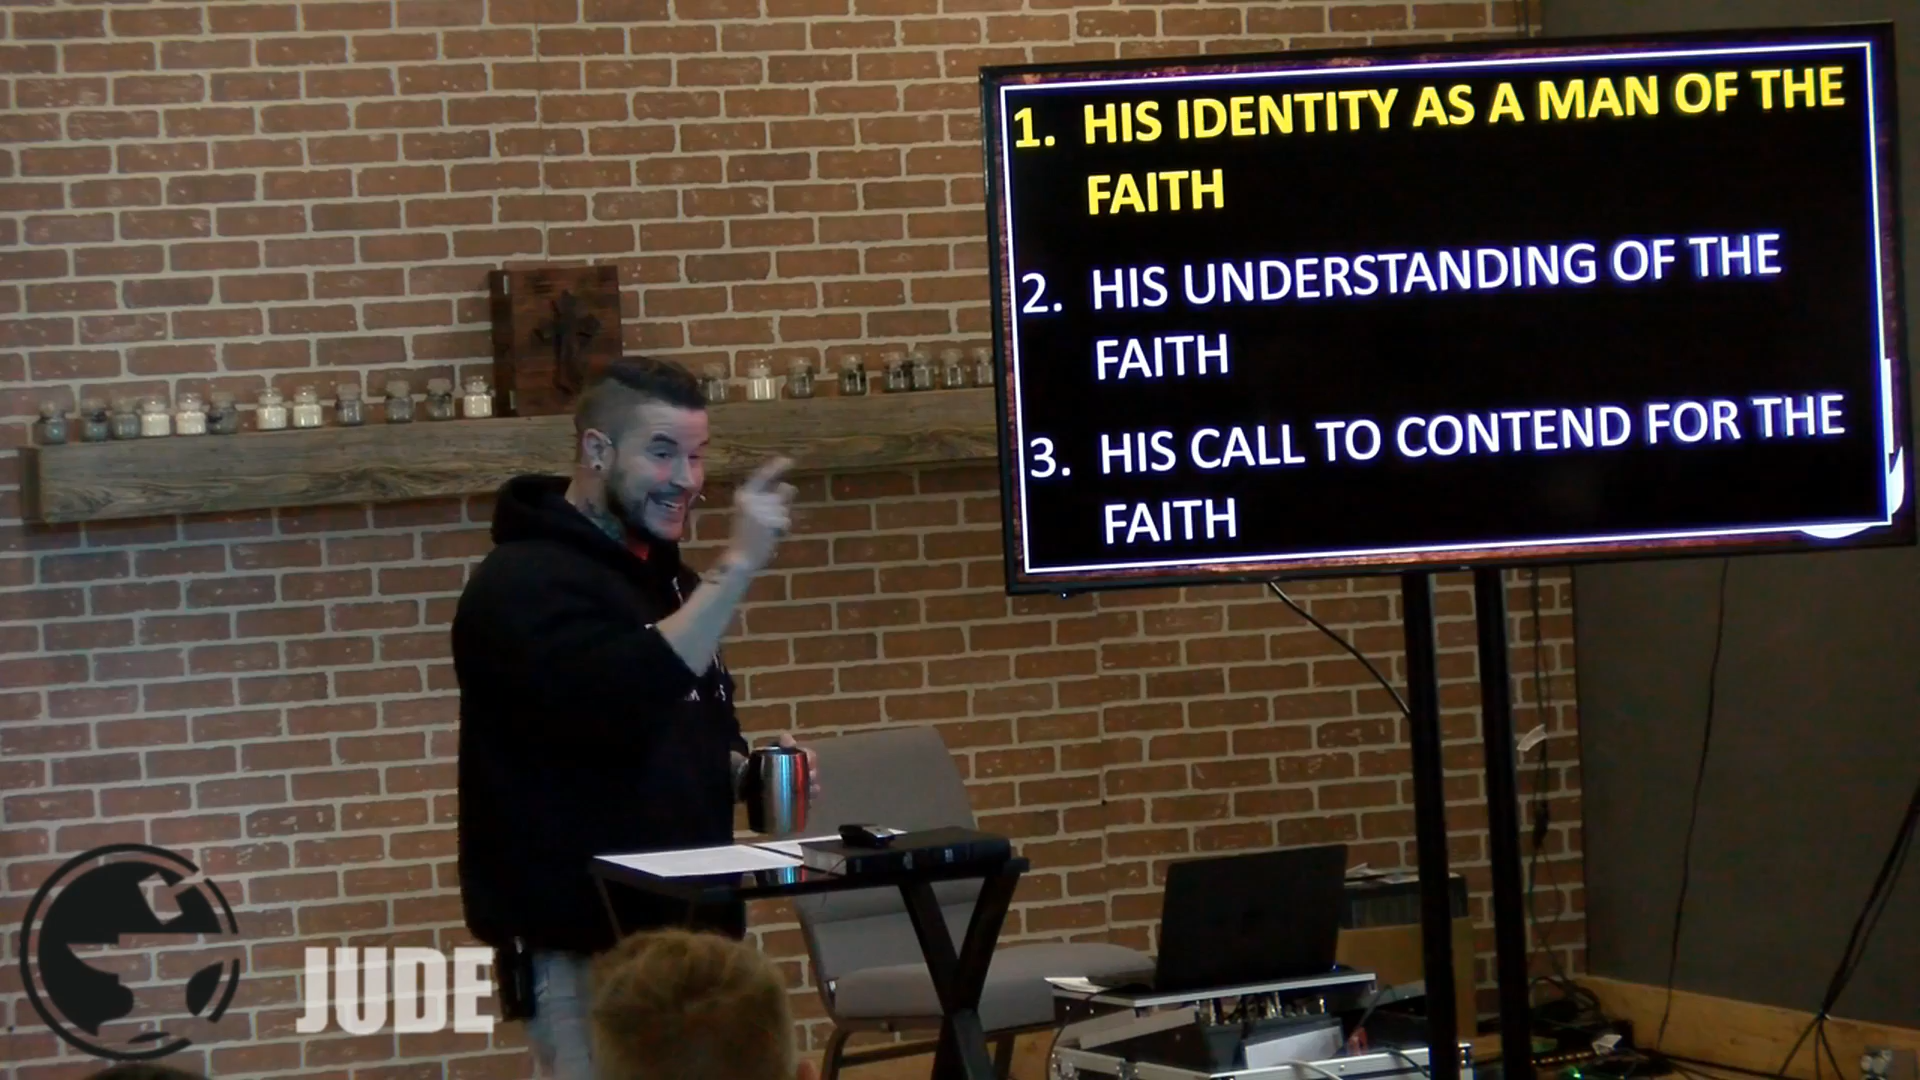 1. HIS IDENTITY AS A MAN OF THE
FAITH
2. HIS UNDERSTANDING OF THE
FAITH
3. HIS CALL TO CONTEND FOR THE
FAITH
JUDE